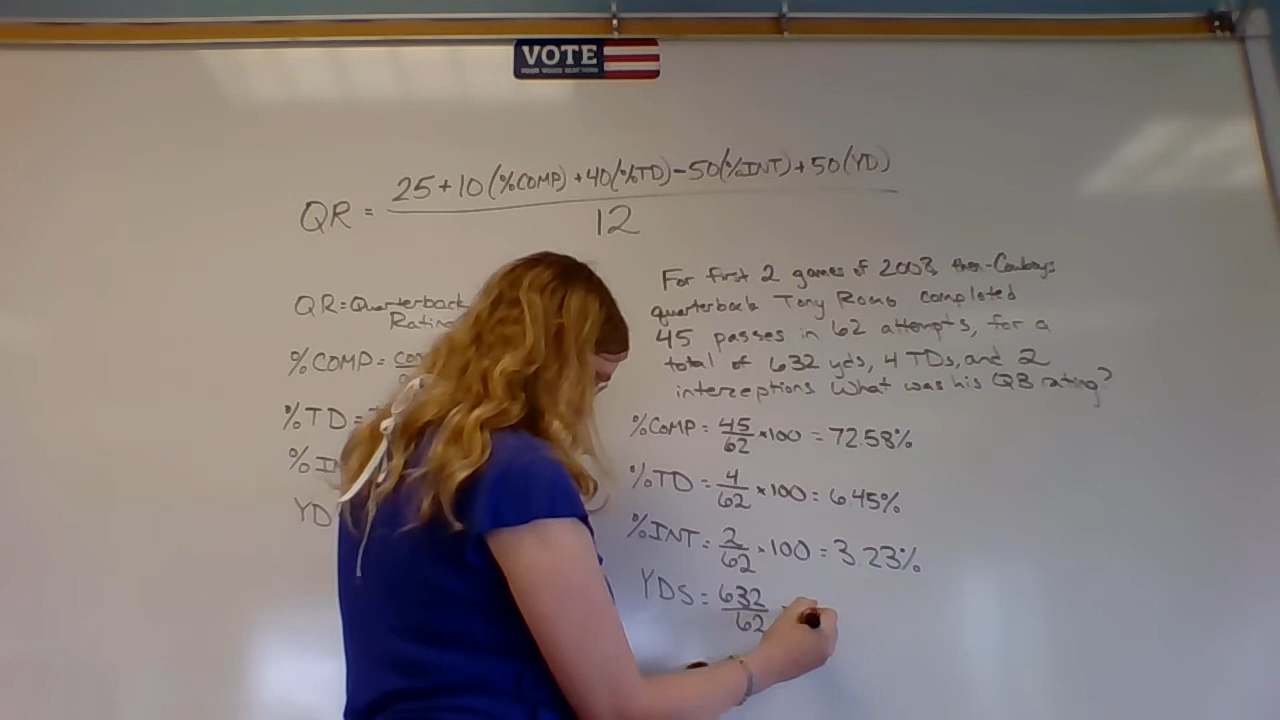 VOTE
25 + 10 (%COMP) + 40(%TD) - 50(%INT) + 50(YD)
QR =
12
QR = Quarterback
Rating
%COMP =
%TD =
YD
For first 2 games of 2008, then-Cowboys
quarterback Tony Romo completed
45 passes in 62 attempts, for a
total of 632 yds, 4 TDs, and 2
interceptions What was his QB rating?
%COMP = 45/62 × 100 = 72.58%
%TD = 4/62 × 100 = 6.45%
%INT = 2/62 · 100 = 3.23%
YDS = 632/62